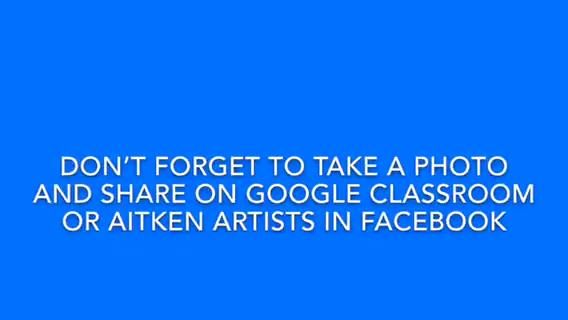 DON'T FORGET TO TAKE A PHOTO
AND SHARE ON GOOGLE CLASSROOM
OR AITKEN ARTISTS IN FACEBOOK